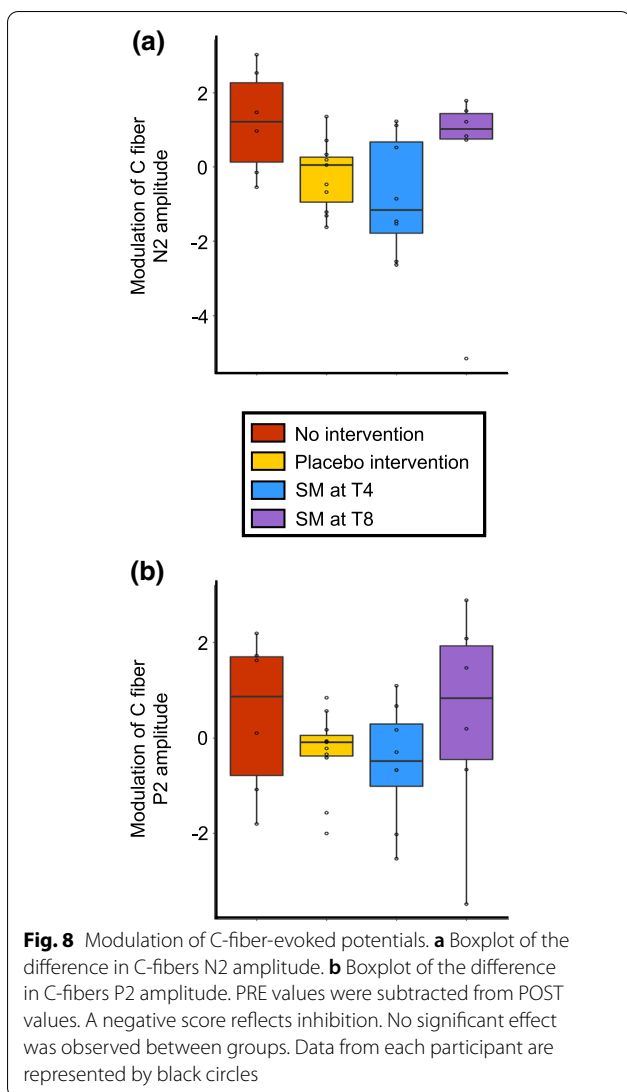 (a)
2
0
-2
-4
Modulation of C fiber
N2 amplitude
No intervention
Placebo intervention
SM at T4
SM at T8
(b)
2
0
-2
Modulation of C fiber
P2 amplitude
Fig. 8 Modulation of C-fiber-evoked potentials. a Boxplot of the
difference in C-fibers N2 amplitude. b Boxplot of the difference
in C-fibers P2 amplitude. PRE values were subtracted from POST
values. A negative score reflects inhibition. No significant effect
was observed between groups. Data from each participant are
represented by black circles